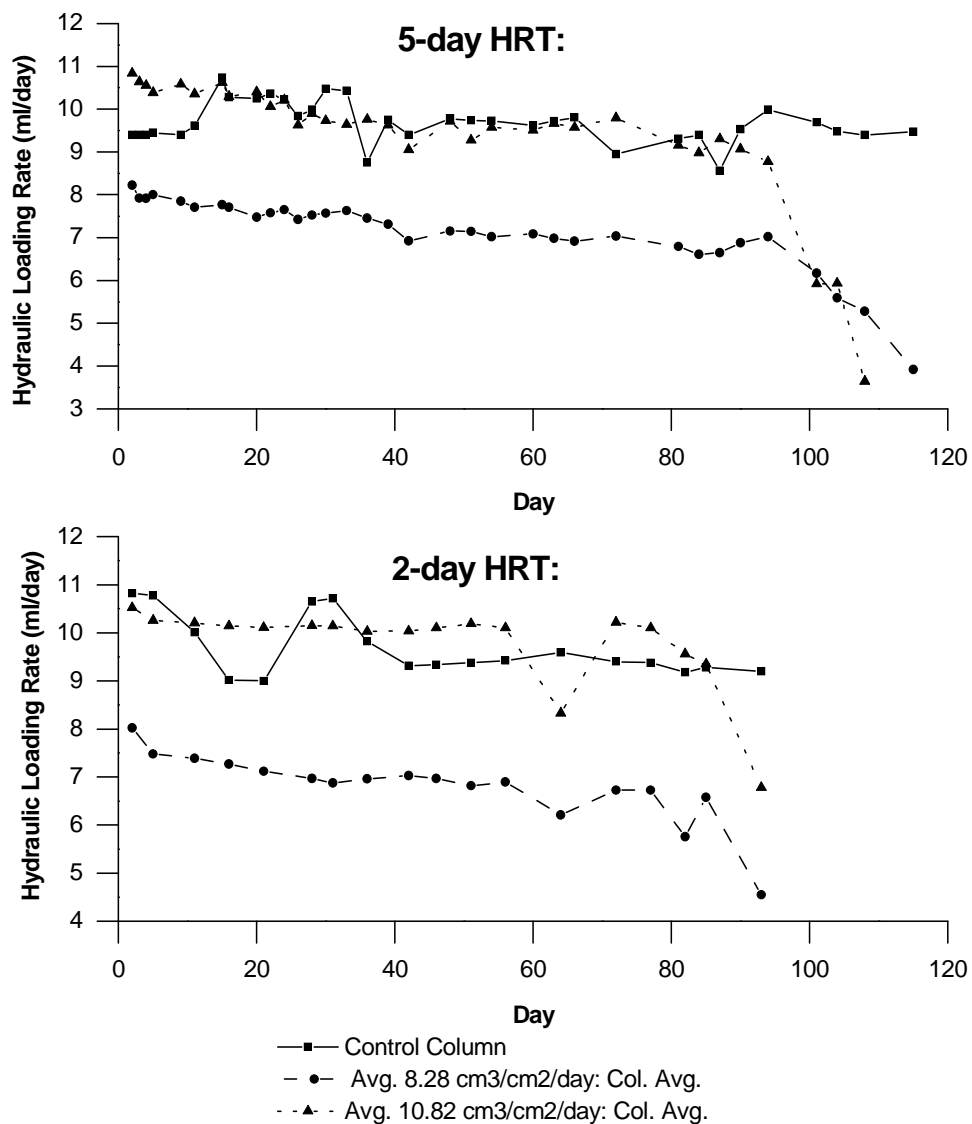 5-day HRT:
Hydraulic Loading Rate (ml/day)
12
11
10
9
8
7
6
5
4
3
0 20 40 60 80 100 120
Day
2-day HRT:
Hydraulic Loading Rate (ml/day)
12
11
10
9
8
7
6
5
4
0 20 40 60 80 100 120
Day
Control Column
Avg. 8.28 cm3/cm2/day: Col. Avg.
Avg. 10.82 cm3/cm2/day: Col. Avg.